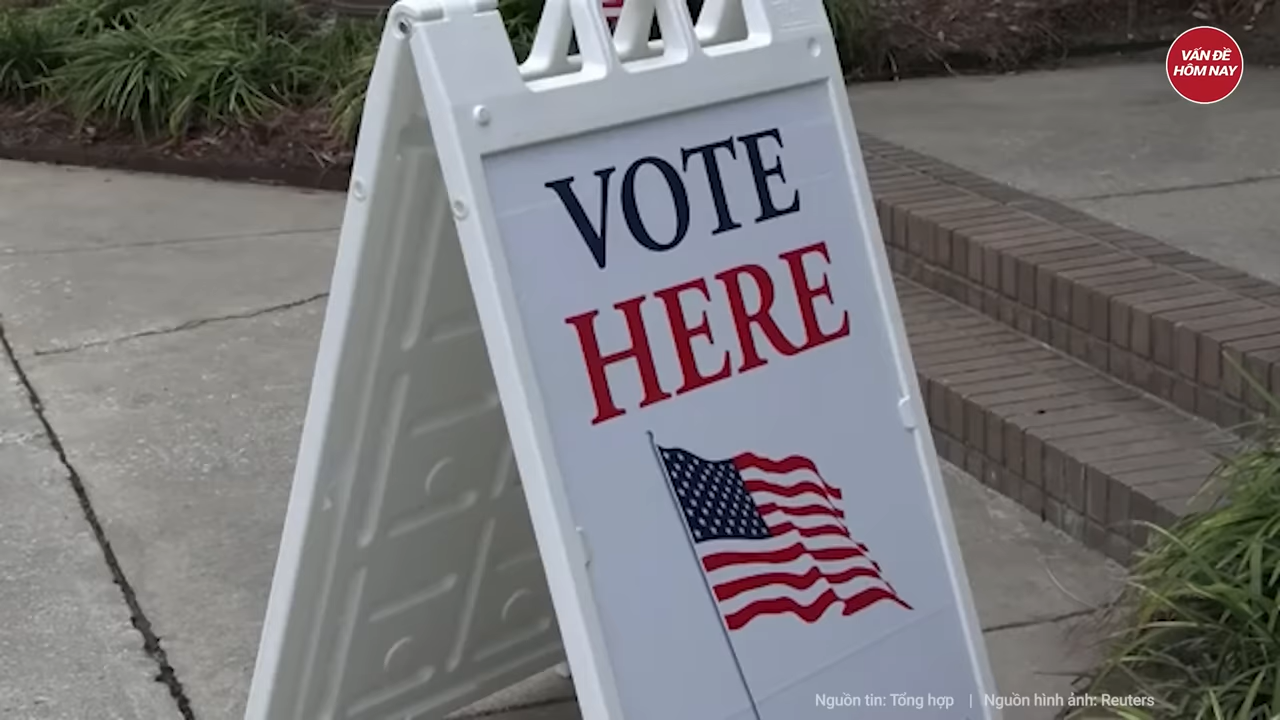 VẤN ĐỀ
HÔM NAY
VOTE
HERE
Nguồn tin: Tổng hợp | Nguồn hình ảnh: Reuters